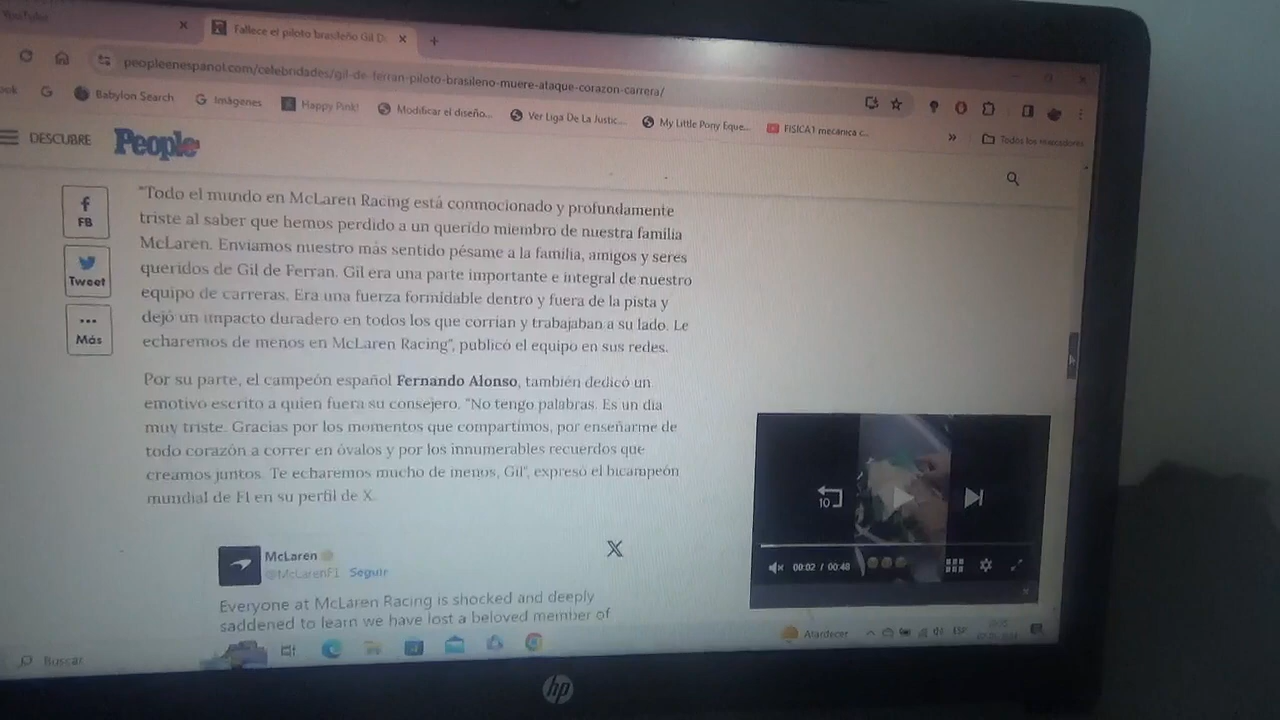 Fallece el piloto brasileño Gil D
peopleenespanol.com/celebridades/gil-de-ferran-piloto-brasileno-muere-ataque-corazon-carrera/
ook
Babylon Search
Imágenes
Happy Pink!
Modificar el diseño...
Ver Liga De La Justic...
My Little Pony Eque...
FISICA1 mecánica c...
»
Todos los marcadores
DESCUBRE
People
FB
Tweet
Más
"Todo el mundo en McLaren Racing está conmocionado y profundamente
triste al saber que hemos perdido a un querido miembro de nuestra familia
McLaren. Enviamos nuestro más sentido pésame a la familia, amigos y seres
queridos de Gil de Ferran. Gil era una parte importante e integral de nuestro
equipo de carreras. Era una fuerza formidable dentro y fuera de la pista y
dejó un impacto duradero en todos los que corrían y trabajaban a su lado. Le
echaremos de menos en McLaren Racing", publicó el equipo en sus redes.
Por su parte, el campeón español Fernando Alonso, también dedicó un
emotivo escrito a quien fuera su consejero. "No tengo palabras. Es un día
muy triste. Gracias por los momentos que compartimos, por enseñarme de
todo corazón a correr en óvalos y por los innumerables recuerdos que
creamos juntos. Te echaremos mucho de menos, Gil", expresó el bicampeón
mundial de F1 en su perfil de X.
10
00:02 / 00:48
McLaren
@McLarenF1 Seguir
Everyone at McLaren Racing is shocked and deeply
saddened to learn we have lost a beloved member of
Buscar
Atardecer
ESP
hp